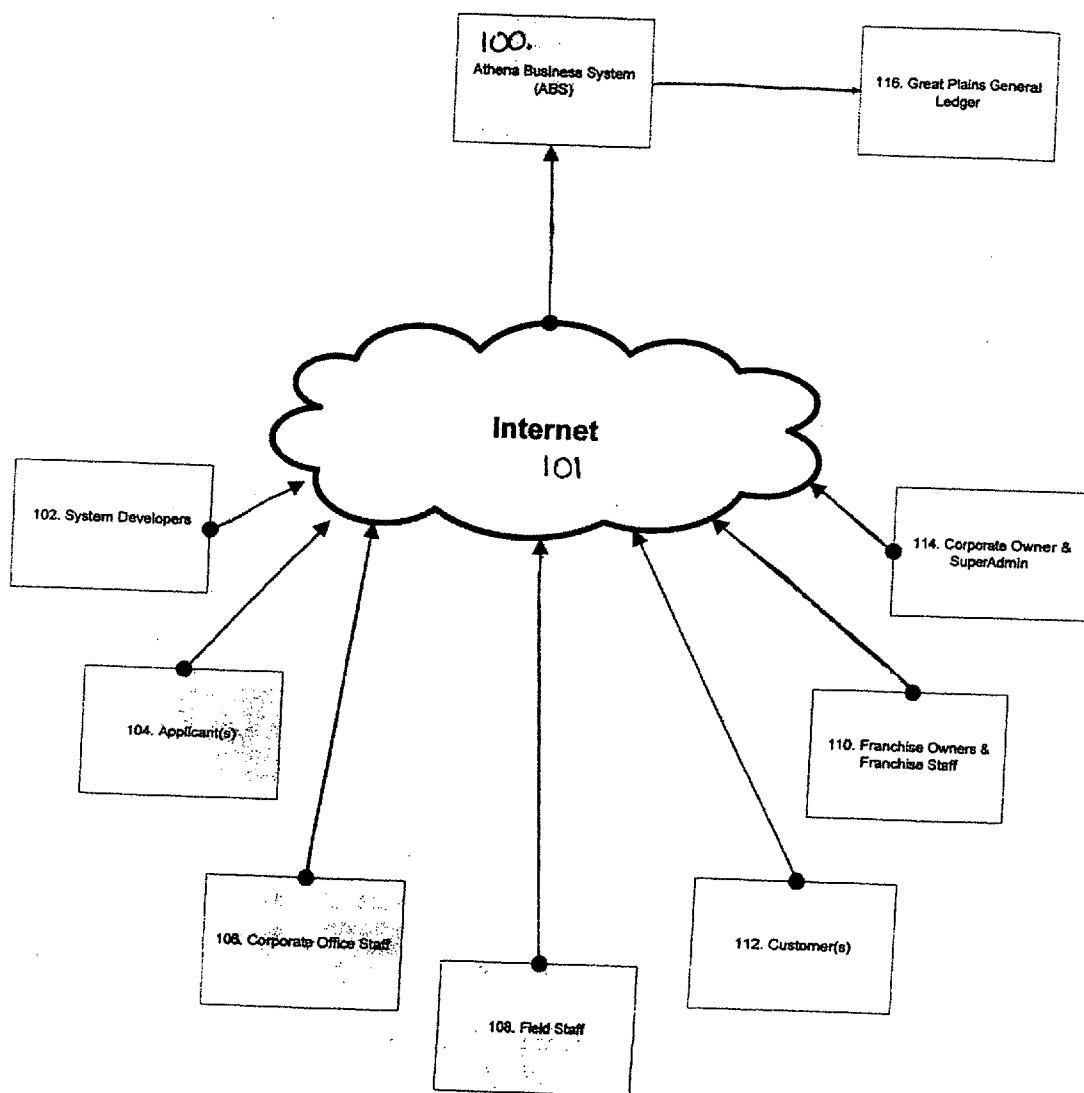 100.
Athena Business System
(ABS)
116. Great Plains General
Ledger
Internet
101
102. System Developers
114. Corporate Owner &
SuperAdmin
104. Applicant(s)
110. Franchise Owners &
Franchise Staff
106. Corporate Office Staff
112. Customer(s)
108. Field Staff